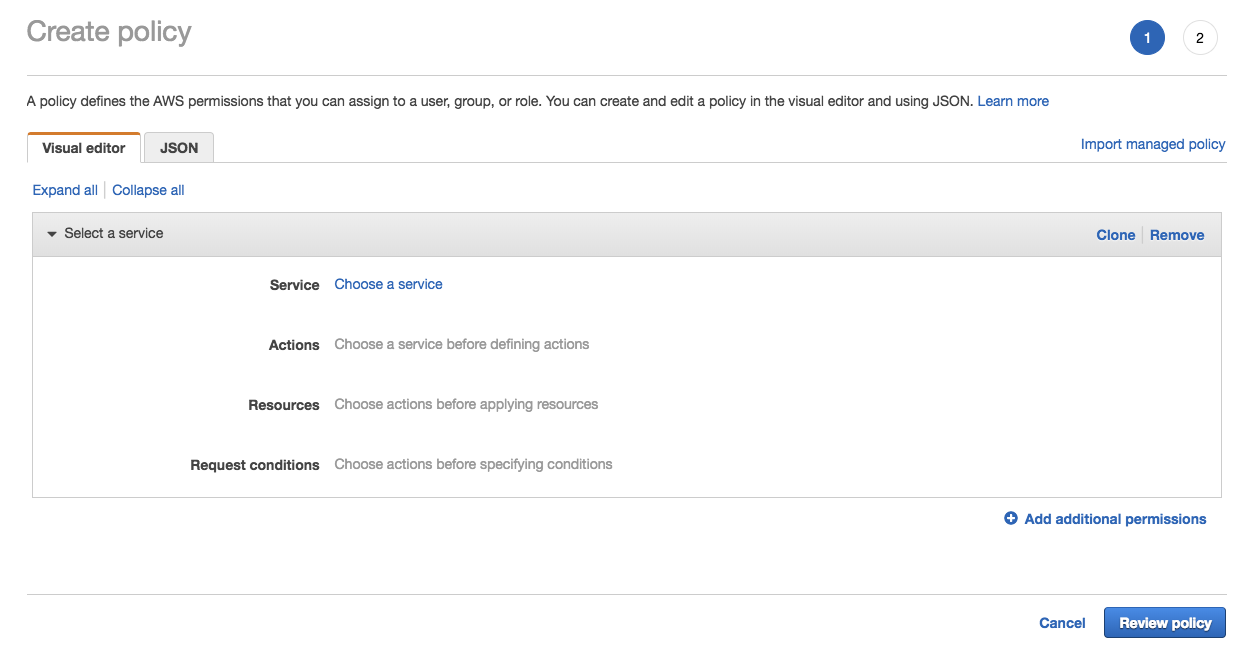 Create policy
1 2
A policy defines the AWS permissions that you can assign to a user, group, or role. You can create and edit a policy in the visual editor and using JSON. Learn more
Visual editor JSON Import managed policy
Expand all Collapse all
Select a service Clone Remove
Service Choose a service
Actions Choose a service before defining actions
Resources Choose actions before applying resources
Request conditions Choose actions before specifying conditions
Add additional permissions
Cancel Review policy